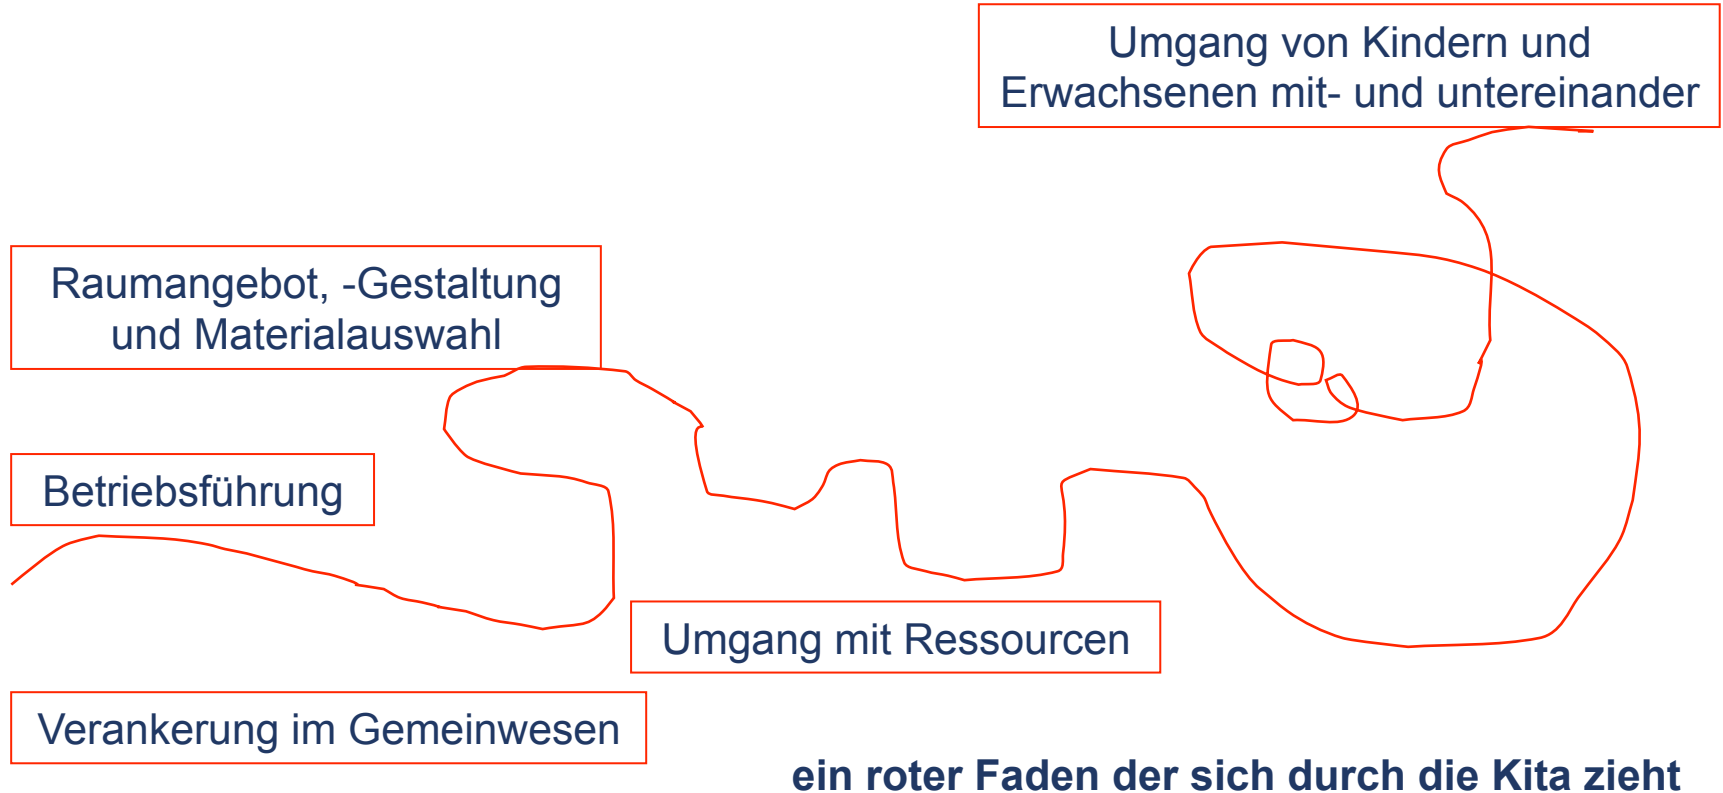 Umgang von Kindern und
Erwachsenen mit- und untereinander
Raumangebot, -Gestaltung
und Materialauswahl
Betriebsführung
Umgang mit Ressourcen
Verankerung im Gemeinwesen
ein roter Faden der sich durch die Kita zieht